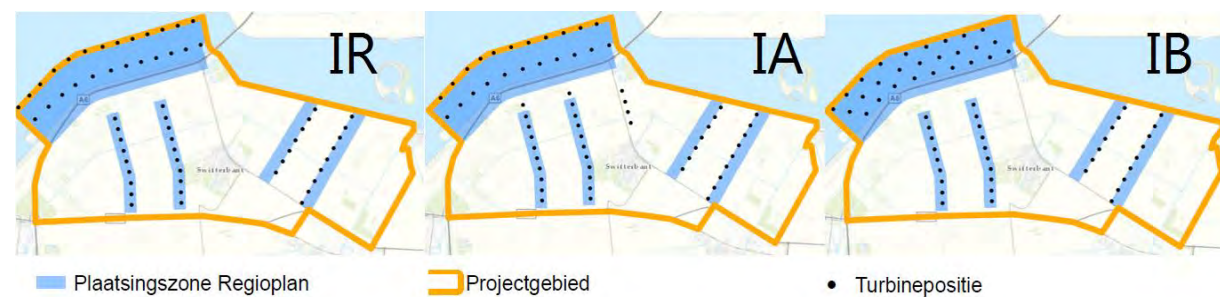 IR
IA
IB
A6
A6
A6
Swifterbant
Swifterbant
Swifterbant
Plaatsingszone Regioplan
Projectgebied
Turbinepositie